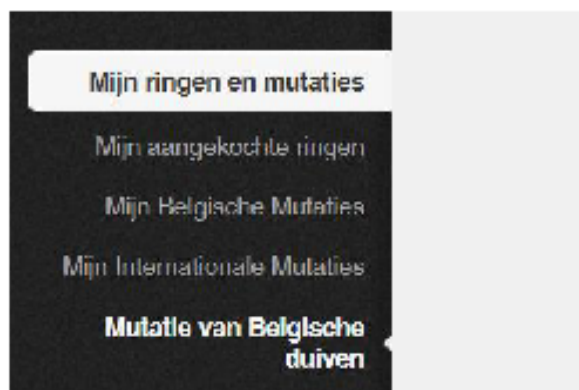 Mijn ringen en mutaties
Mijn aangekochte ringen
Mijn Belgische Mutaties
Mijn Internationale Mutaties
Mutatie van Belgische
duiven